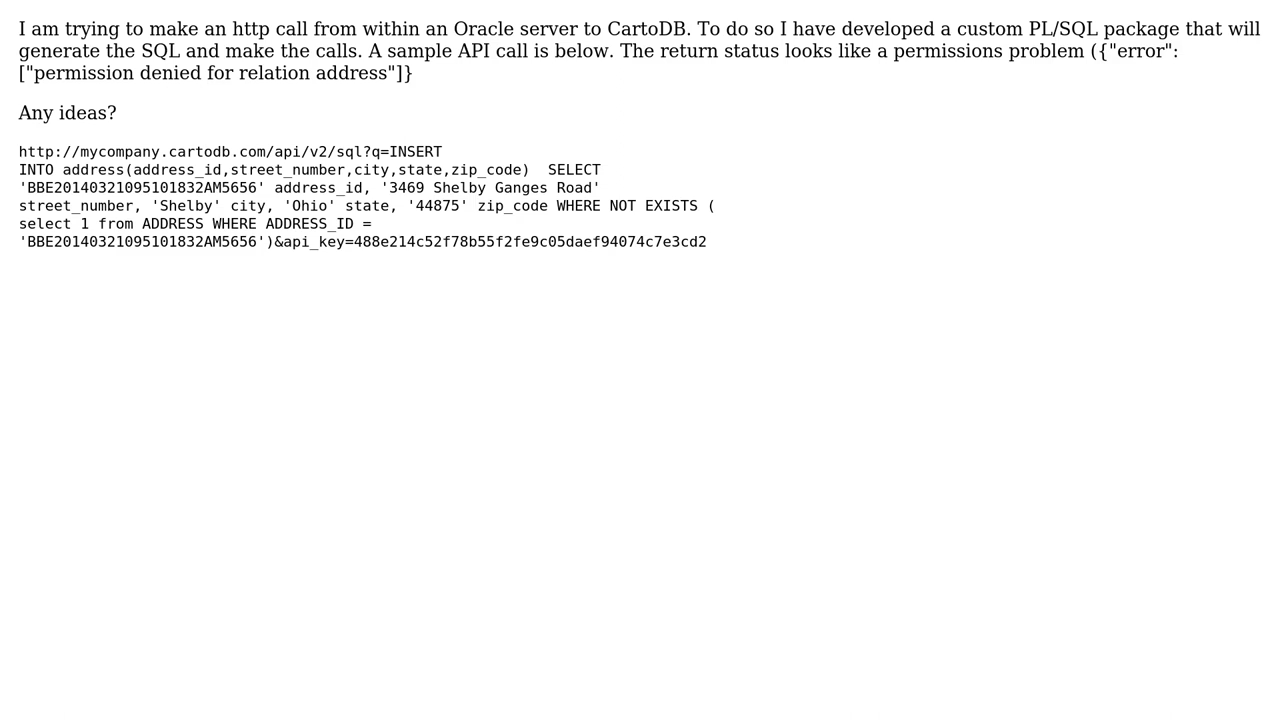 I am trying to make an http call from within an Oracle server to CartoDB. To do so I have developed a custom PL/SQL package that will
generate the SQL and make the calls. A sample API call is below. The return status looks like a permissions problem ({"error":
["permission denied for relation address"]}
Any ideas?
http://mycompany.cartodb.com/api/v2/sql?q=INSERT
INTO address(address_id,street_number,city,state,zip_code)  SELECT
'BBE20140321095101832AM5656' address_id, '3469 Shelby Ganges Road'
street_number, 'Shelby' city, 'Ohio' state, '44875' zip_code WHERE NOT EXISTS (
select 1 from ADDRESS WHERE ADDRESS_ID =
'BBE20140321095101832AM5656')&api_key=488e214c52f78b55f2fe9c05daef94074c7e3cd2